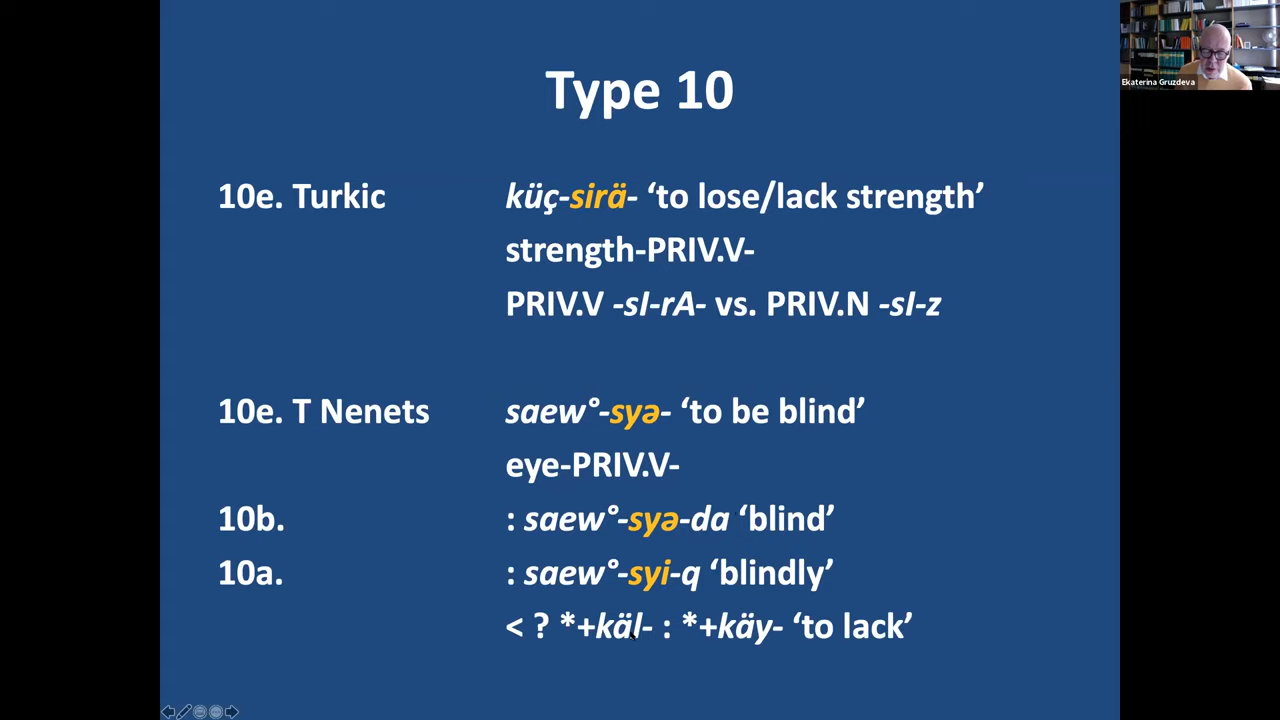 Type 10
10e. Turkic küç-sirä- ‘to lose/lack strength’
strength-PRIV.V-
PRIV.V -sI-rA- vs. PRIV.N -sI-z
10e. T Nenets saew°-syə- ‘to be blind’
eye-PRIV.V-
10b. : saew°-syə-da ‘blind’
10a. : saew°-syi-q ‘blindly’
< ? *+käl- : *+käy- ‘to lack’
Ekaterina Gruzdeva